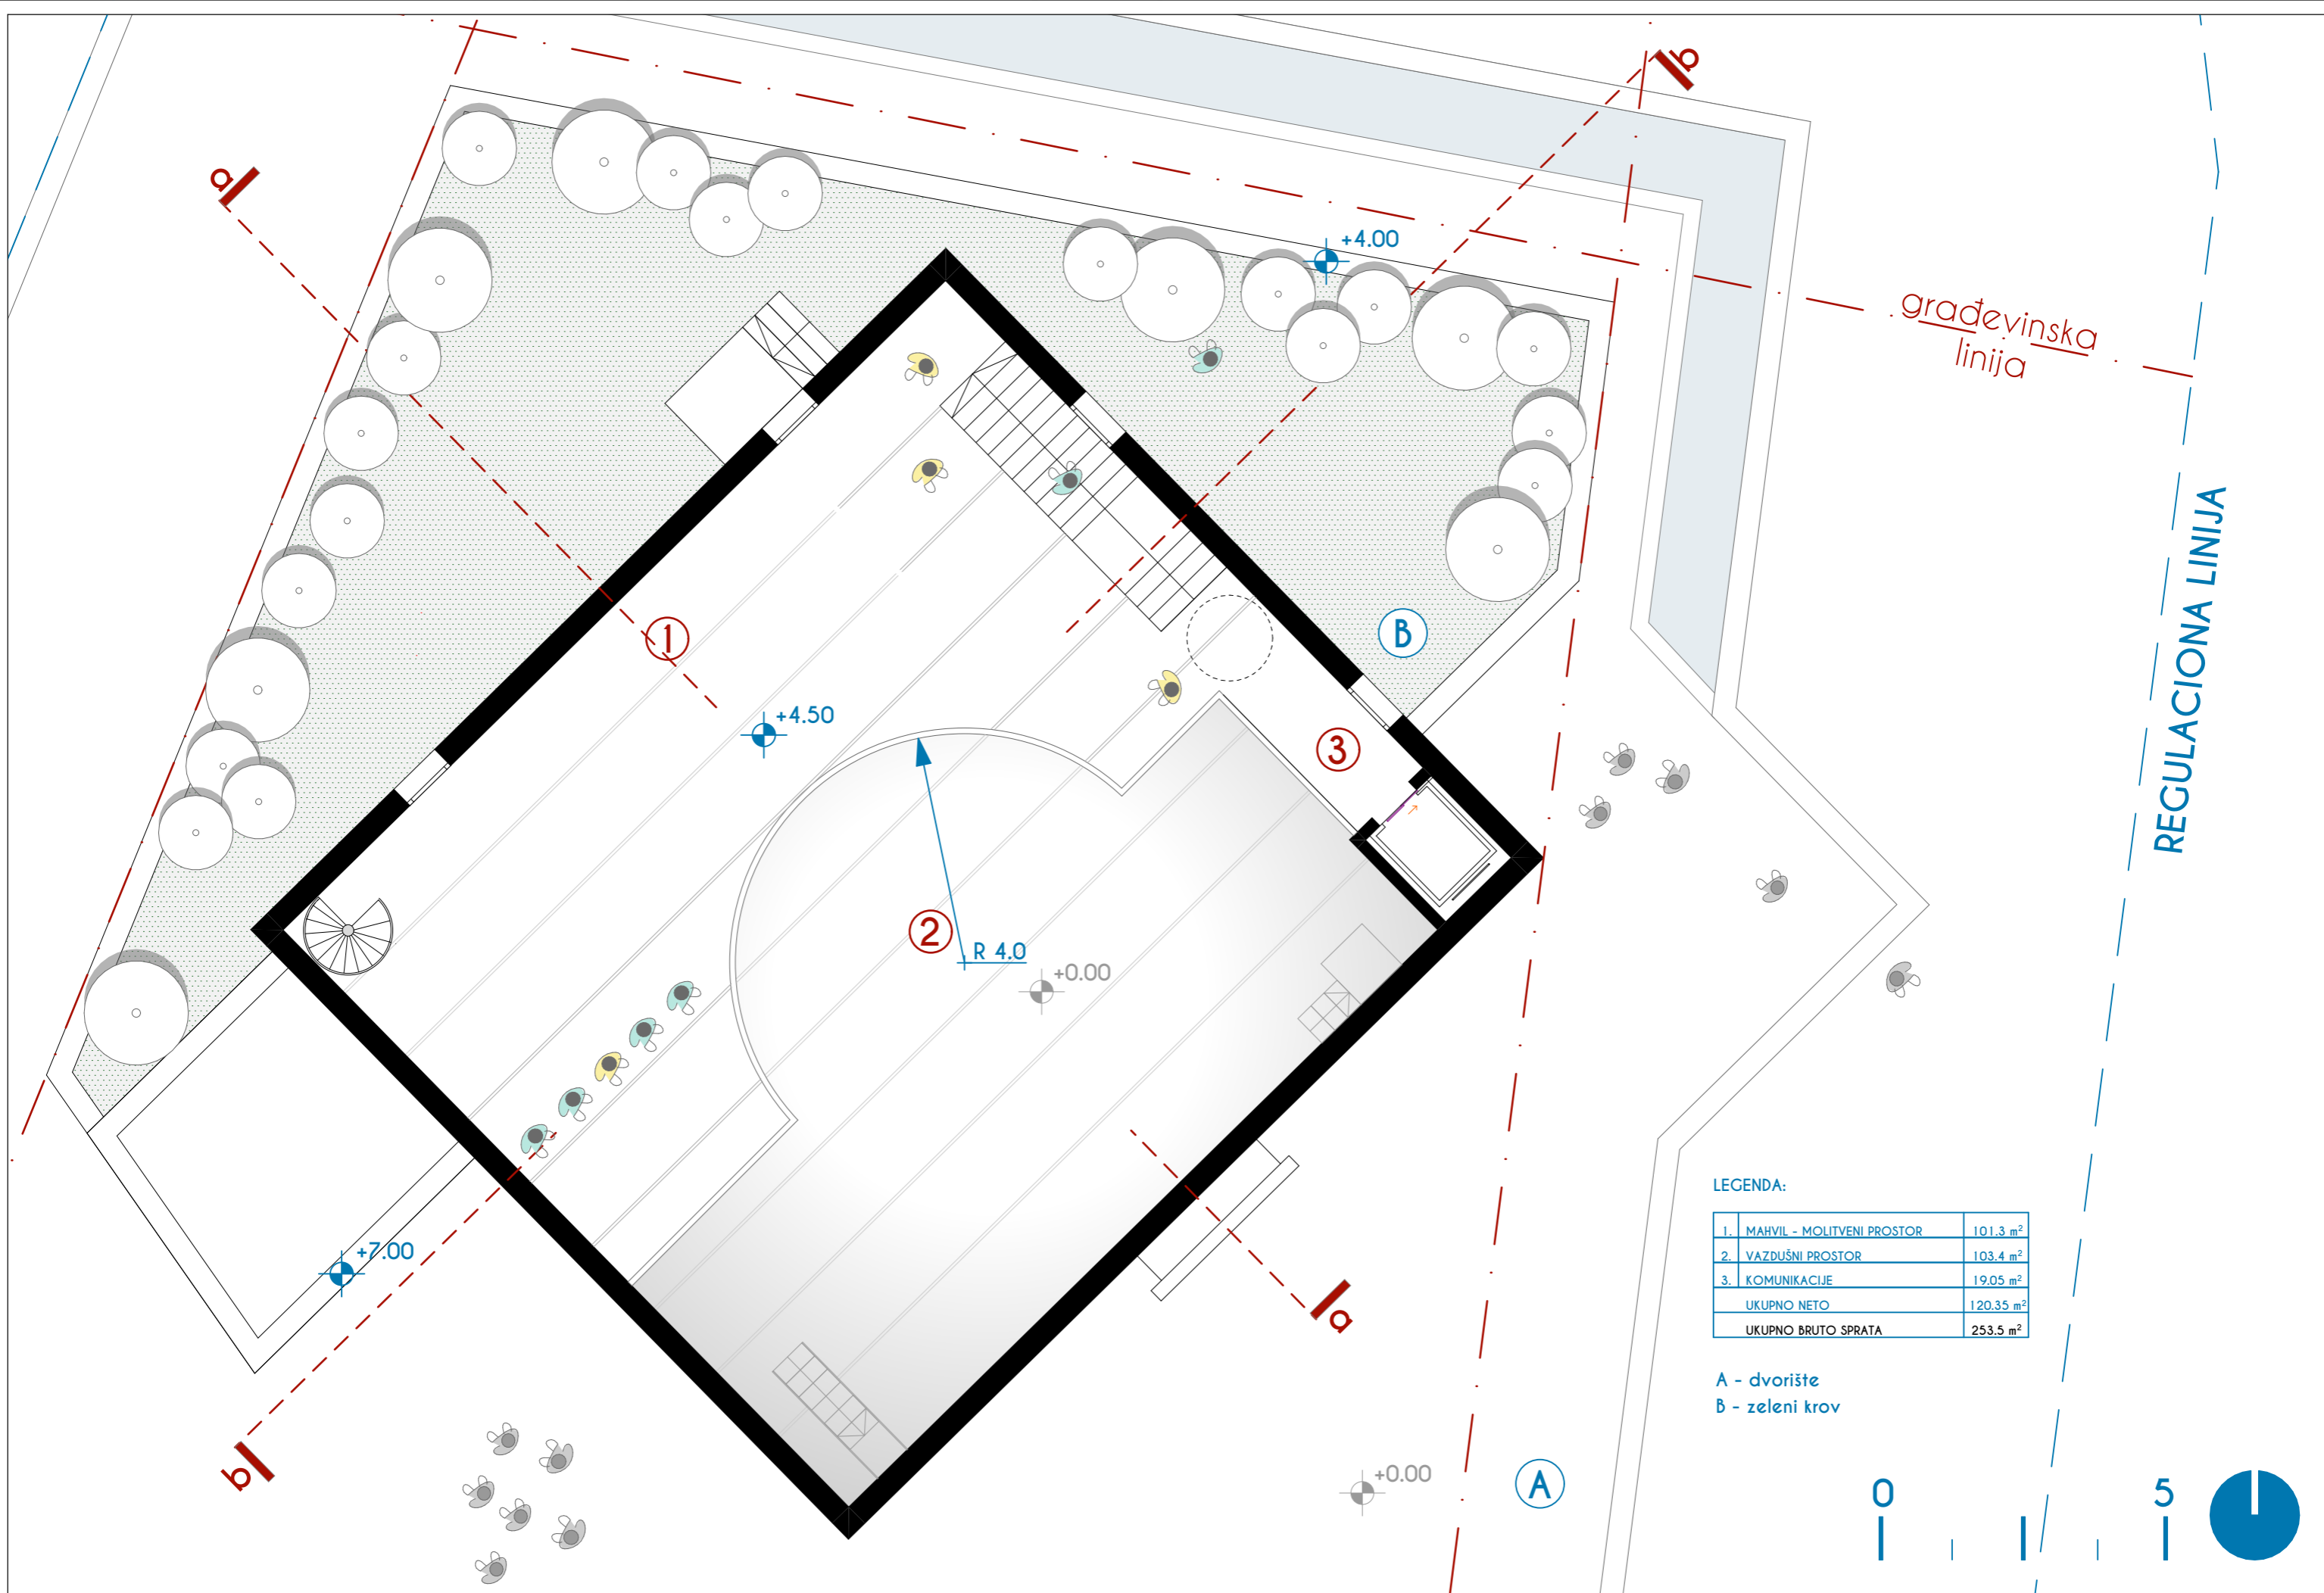 b
a
+4.00
građevinska
linija
REGULACIONA LINIJA
B
1
+4.50
3
2
R 4.0
+0.00
+7.00
a
b
LEGENDA:
1. MAHVIL - MOLITVENI PROSTOR 101.3 m²
2. VAZDUŠNI PROSTOR 103.4 m²
3. KOMUNIKACIJE 19.05 m²
UKUPNO NETO 120.35 m²
UKUPNO BRUTO SPRATA 253.5 m²
A - dvorište
B - zeleni krov
+0.00
A
0 5